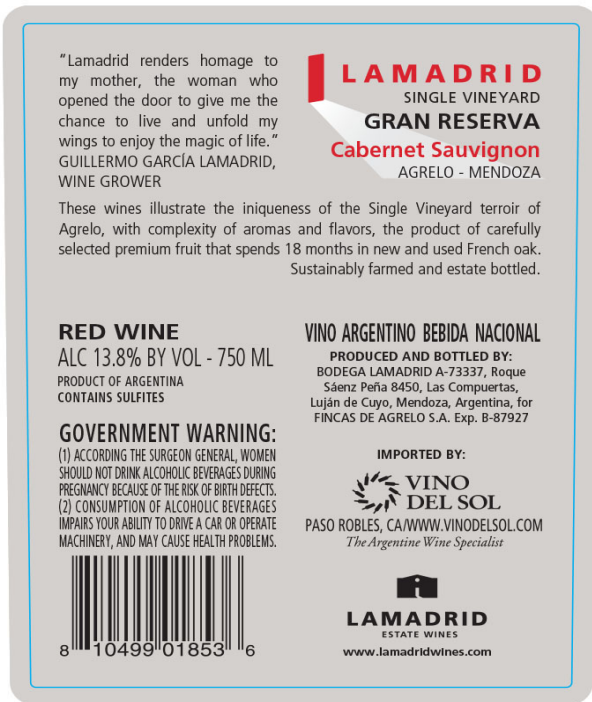 “Lamadrid renders homage to
my mother, the woman who
opened the door to give me the
chance to live and unfold my
wings to enjoy the magic of life.”
GUILLERMO GARCÍA LAMADRID,
WINE GROWER
LAMADRID
SINGLE VINEYARD
GRAN RESERVA
Cabernet Sauvignon
AGRELO - MENDOZA
These wines illustrate the iniqueness of the Single Vineyard terroir of
Agrelo, with complexity of aromas and flavors, the product of carefully
selected premium fruit that spends 18 months in new and used French oak.
Sustainably farmed and estate bottled.
RED WINE
ALC 13.8% BY VOL - 750 ML
PRODUCT OF ARGENTINA
CONTAINS SULFITES
GOVERNMENT WARNING:
(1) ACCORDING THE SURGEON GENERAL, WOMEN
SHOULD NOT DRINK ALCOHOLIC BEVERAGES DURING
PREGNANCY BECAUSE OF THE RISK OF BIRTH DEFECTS.
(2) CONSUMPTION OF ALCOHOLIC BEVERAGES
IMPAIRS YOUR ABILITY TO DRIVE A CAR OR OPERATE
MACHINERY, AND MAY CAUSE HEALTH PROBLEMS.
8 10499 01853 6
VINO ARGENTINO BEBIDA NACIONAL
PRODUCED AND BOTTLED BY:
BODEGA LAMADRID A-73337, Roque
Sáenz Peña 8450, Las Compuertas,
Luján de Cuyo, Mendoza, Argentina, for
FINCAS DE AGRELO S.A. Exp. B-87927
IMPORTED BY:
VINO
DEL SOL
PASO ROBLES, CA/WWW.VINODELSOL.COM
The Argentine Wine Specialist
LAMADRID
ESTATE WINES
www.lamadridwines.com